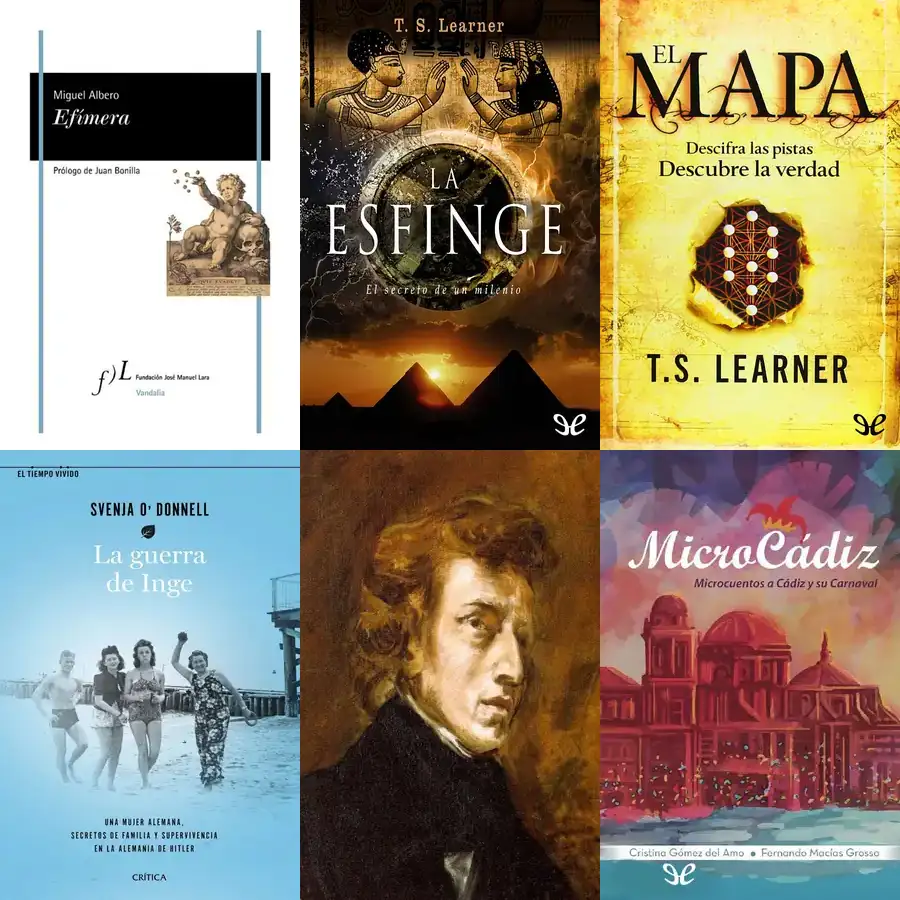 Miguel Albero
Efímera
Prólogo de Juan Bonilla
f)L Fundación José Manuel Lara
Vandalia
T. S. Learner
LA
ESFINGE
El secreto de un milenio
EL
MAPA
Descifra las pistas
Descubre la verdad
T.S. LEARNER
EL TIEMPO VIVIDO
SVENJA O' DONNELL
La guerra
de Inge
UNA MUJER ALEMANA,
SECRETOS DE FAMILIA Y SUPERVIVENCIA
EN LA ALEMANIA DE HITLER
CRÍTICA
MicroCádiz
Microcuentos a Cádiz y su Carnaval
Cristina Gómez del Amo • Fernando Macías Grosso